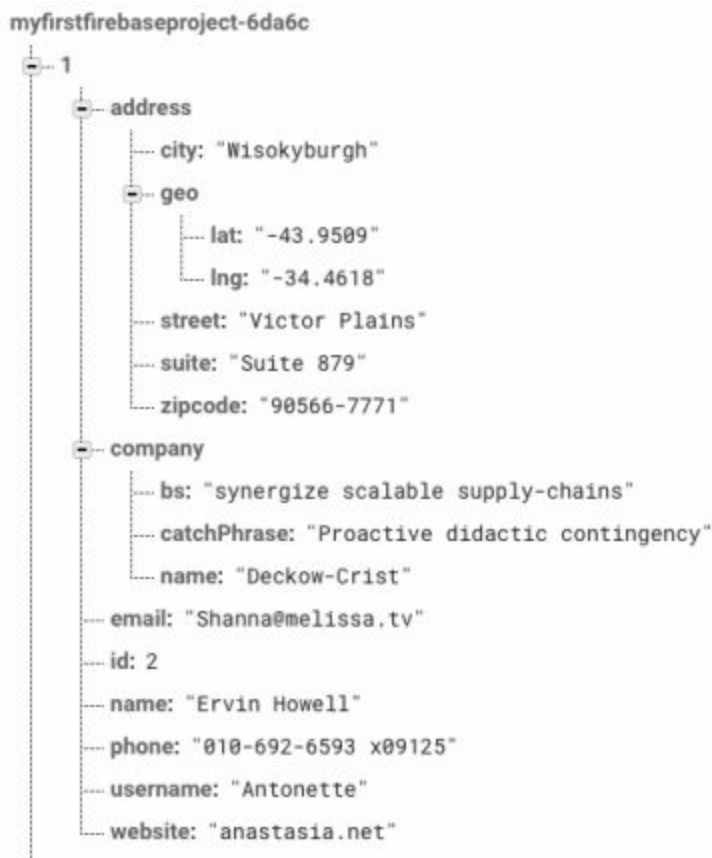 myfirstfirebaseproject-6da6c
1
address
city: "Wisokyburgh"
geo
lat: "-43.9509"
lng: "-34.4618"
street: "Victor Plains"
suite: "Suite 879"
zipcode: "90566-7771"
company
bs: "synergize scalable supply-chains"
catchPhrase: "Proactive didactic contingency"
name: "Deckow-Crist"
email: "Shanna@melissa.tv"
id: 2
name: "Ervin Howell"
phone: "010-692-6593 x09125"
username: "Antonette"
website: "anastasia.net"